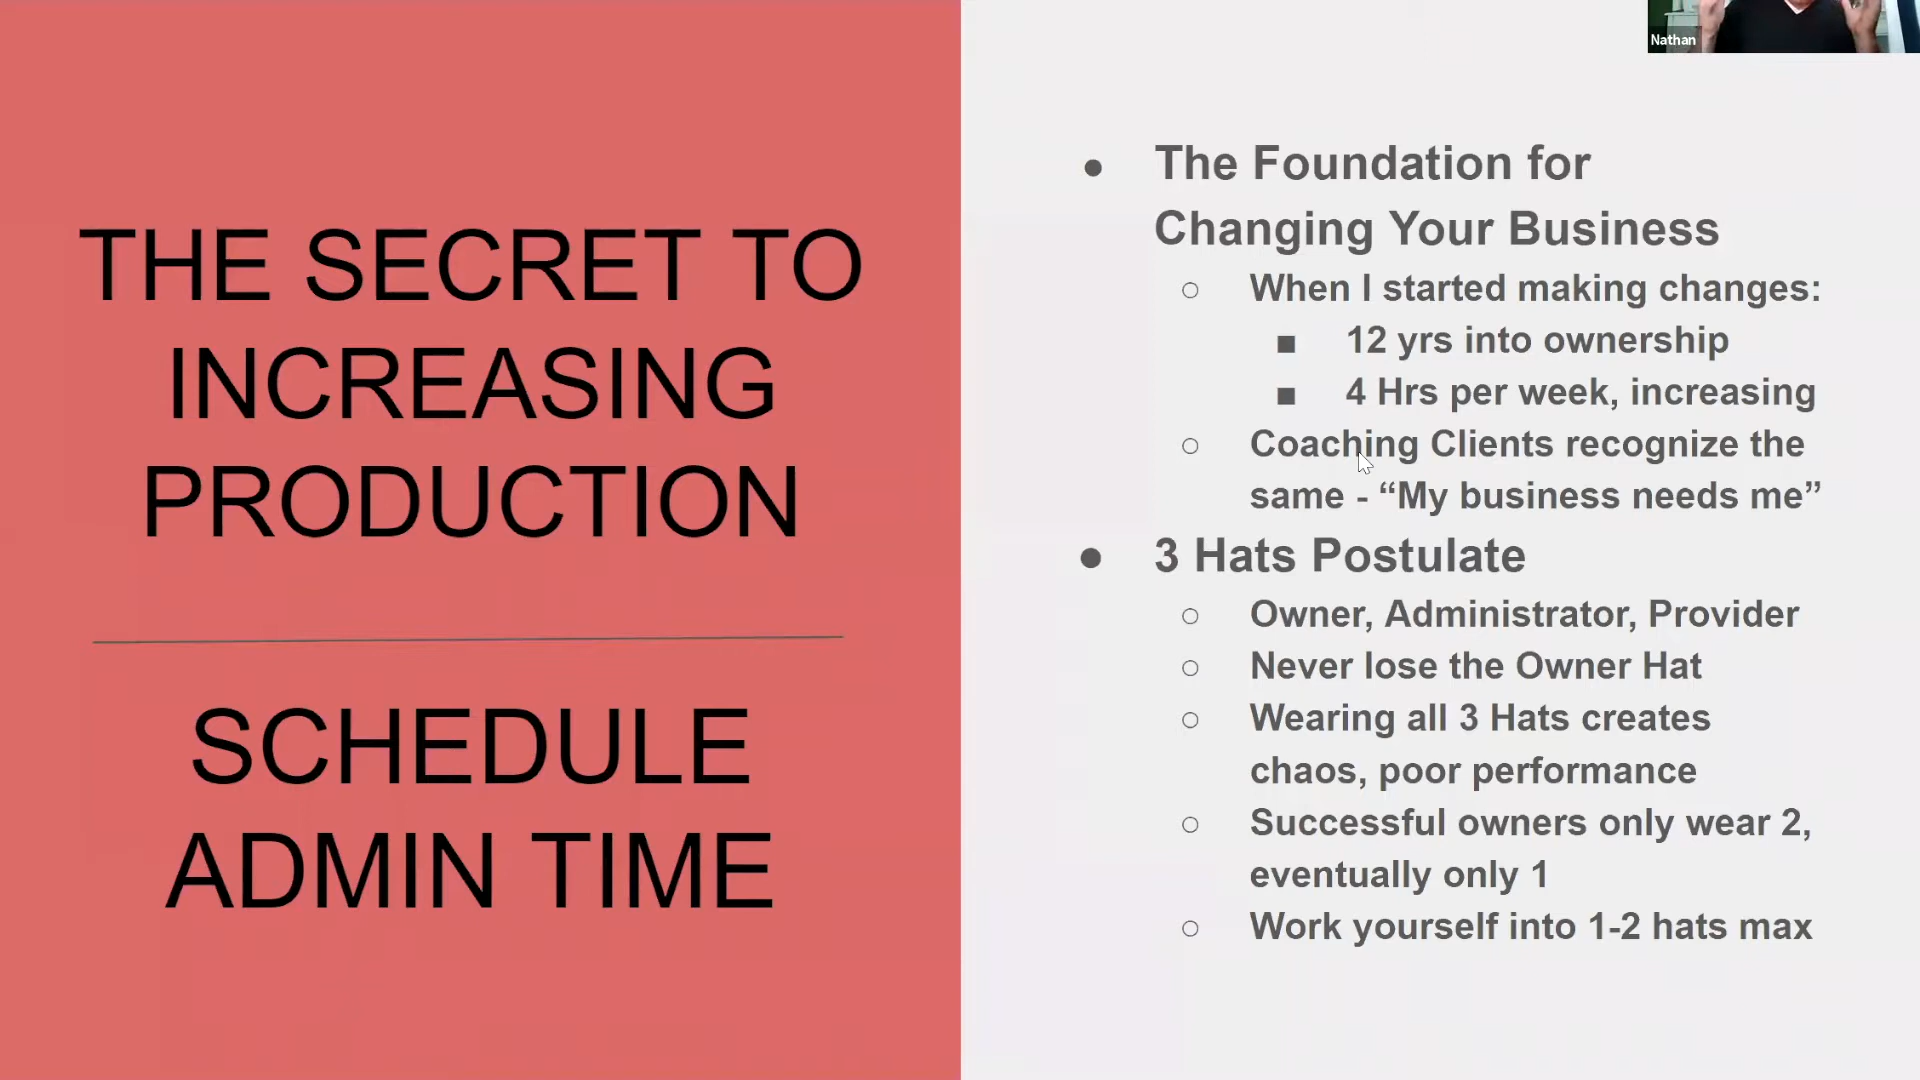 THE SECRET TO
INCREASING
PRODUCTION
SCHEDULE
ADMIN TIME
Nathan
● The Foundation for
Changing Your Business
○ When I started making changes:
■ 12 yrs into ownership
■ 4 Hrs per week, increasing
○ Coaching Clients recognize the
same - “My business needs me”
● 3 Hats Postulate
○ Owner, Administrator, Provider
○ Never lose the Owner Hat
○ Wearing all 3 Hats creates
chaos, poor performance
○ Successful owners only wear 2,
eventually only 1
○ Work yourself into 1-2 hats max